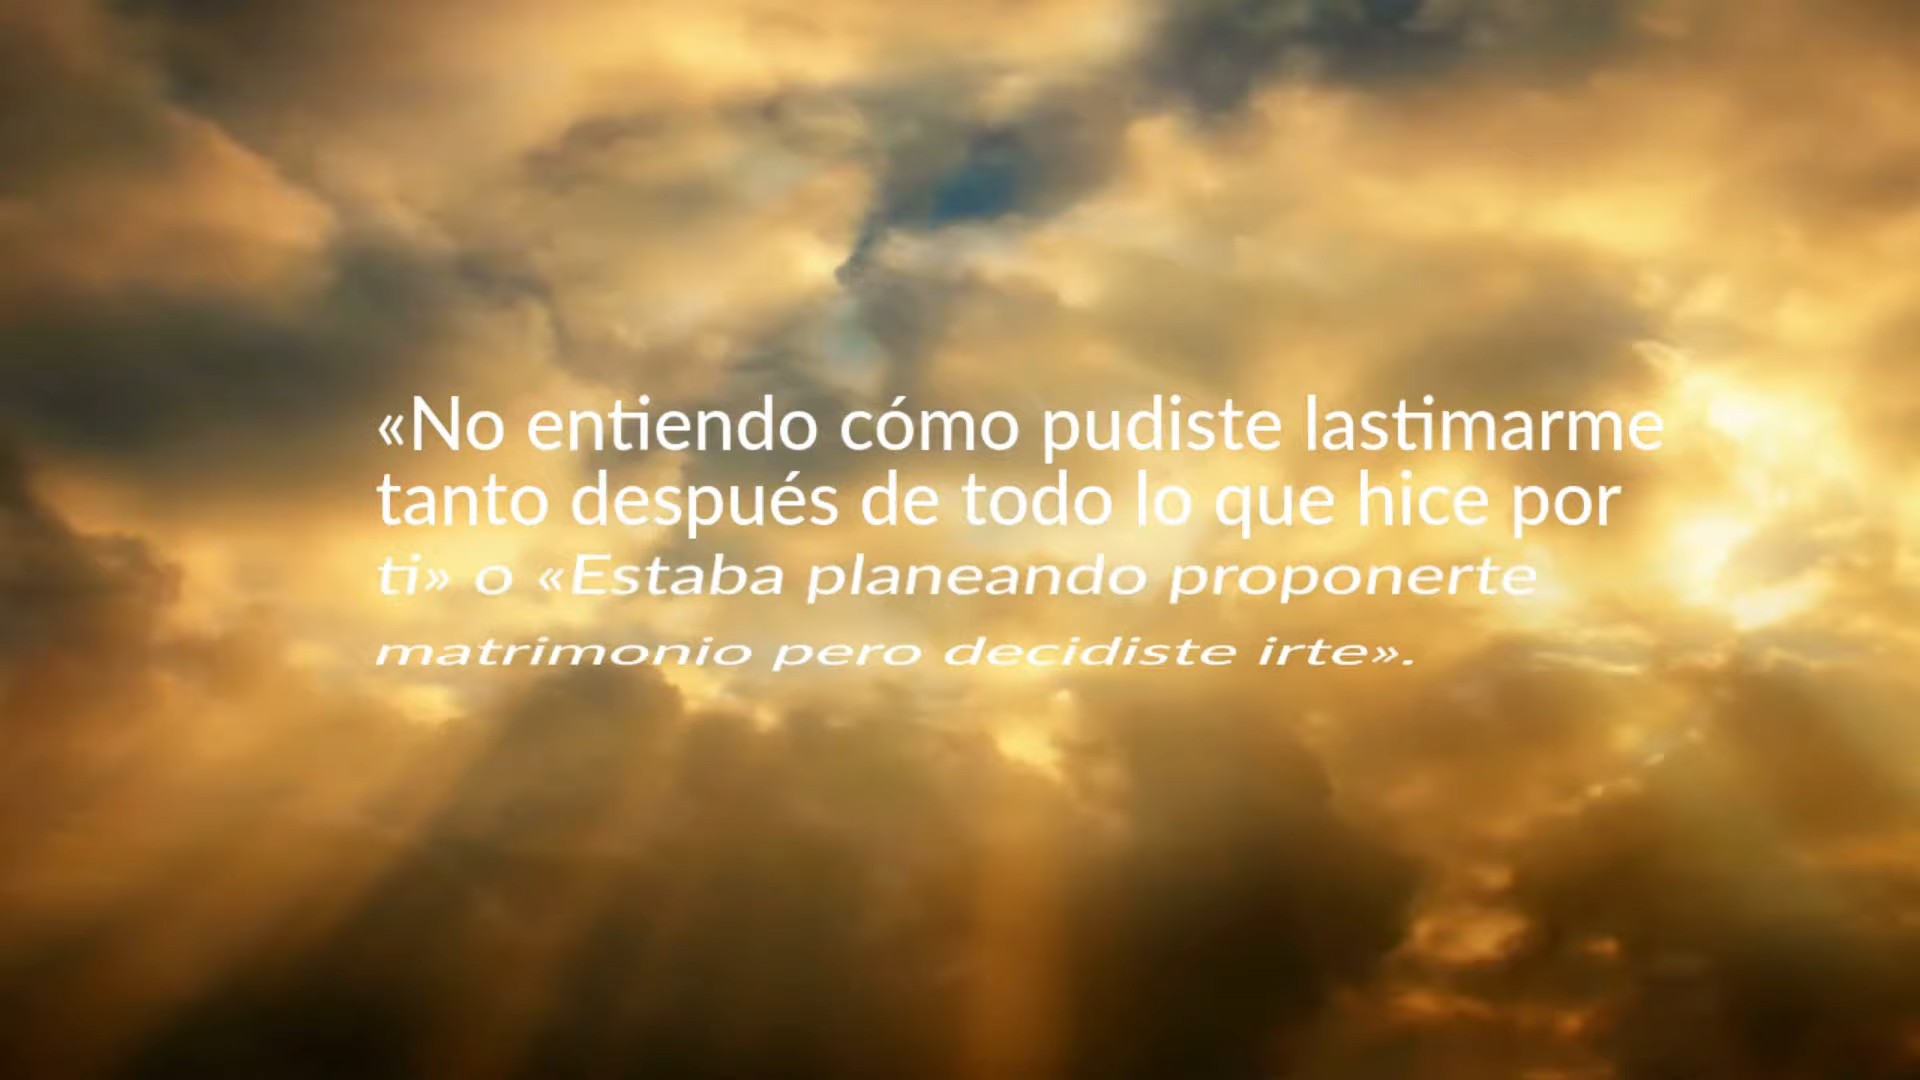 «No entiendo cómo pudiste lastimarme
tanto después de todo lo que hice por
ti» o «Estaba planeando proponerte
matrimonio pero decidiste irte».